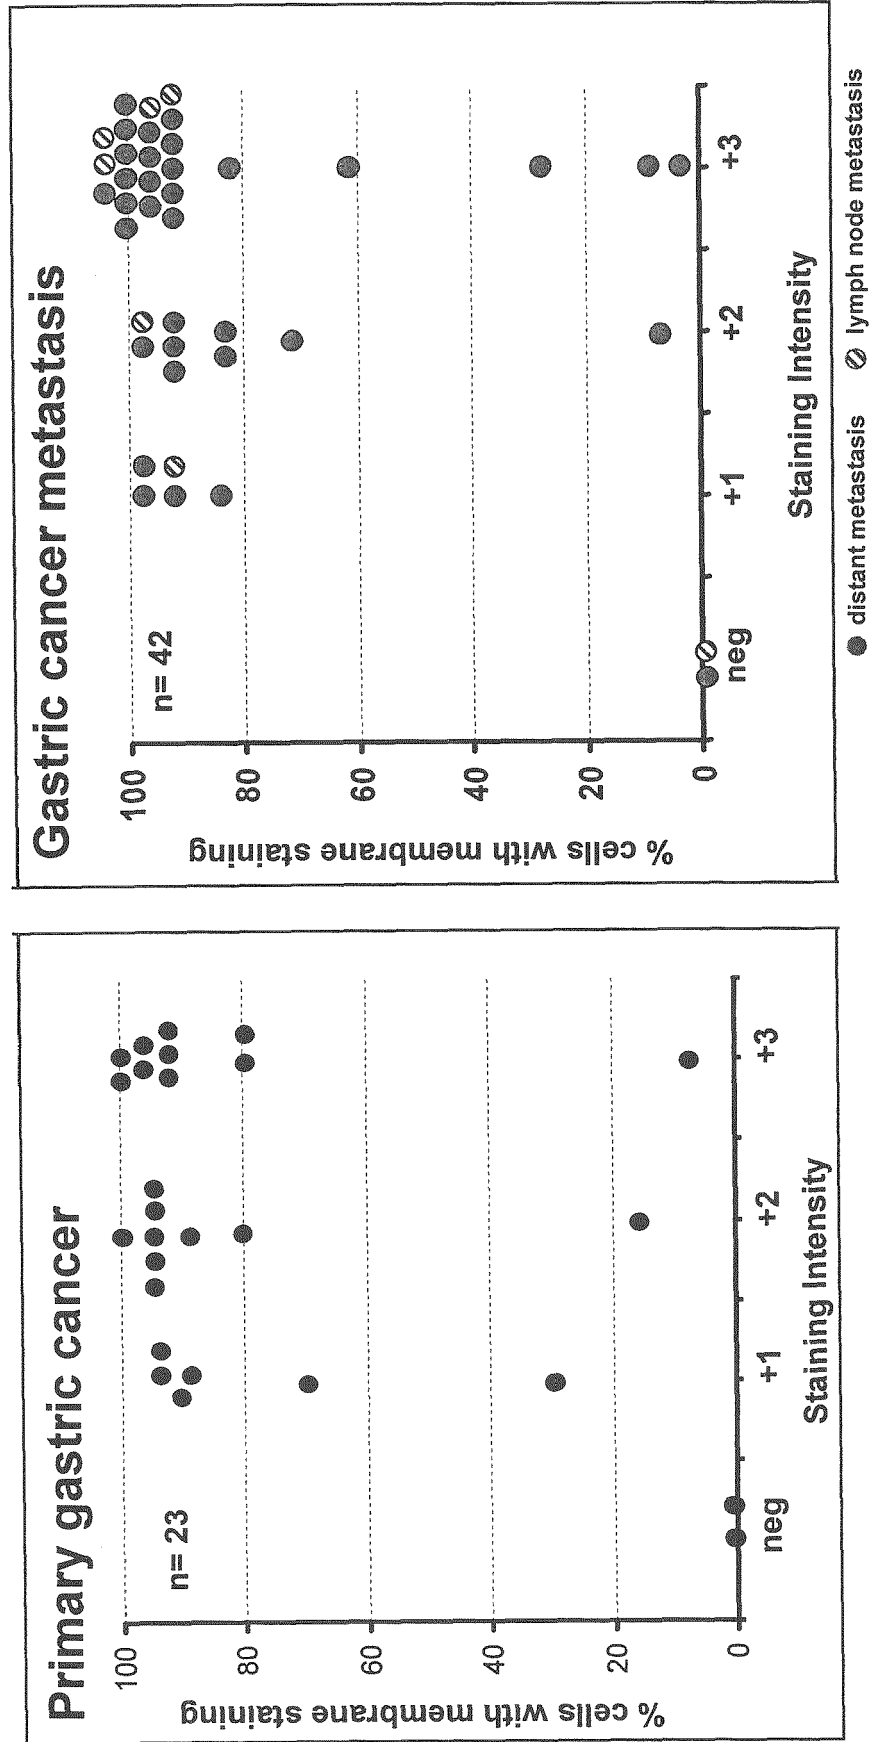 Primary gastric cancer
n= 23
% cells with membrane staining
100
80
60
40
20
0
neg
+1
+2
+3
Staining Intensity
Gastric cancer metastasis
n= 42
% cells with membrane staining
100
80
60
40
20
0
neg
+1
+2
+3
Staining Intensity
distant metastasis
lymph node metastasis